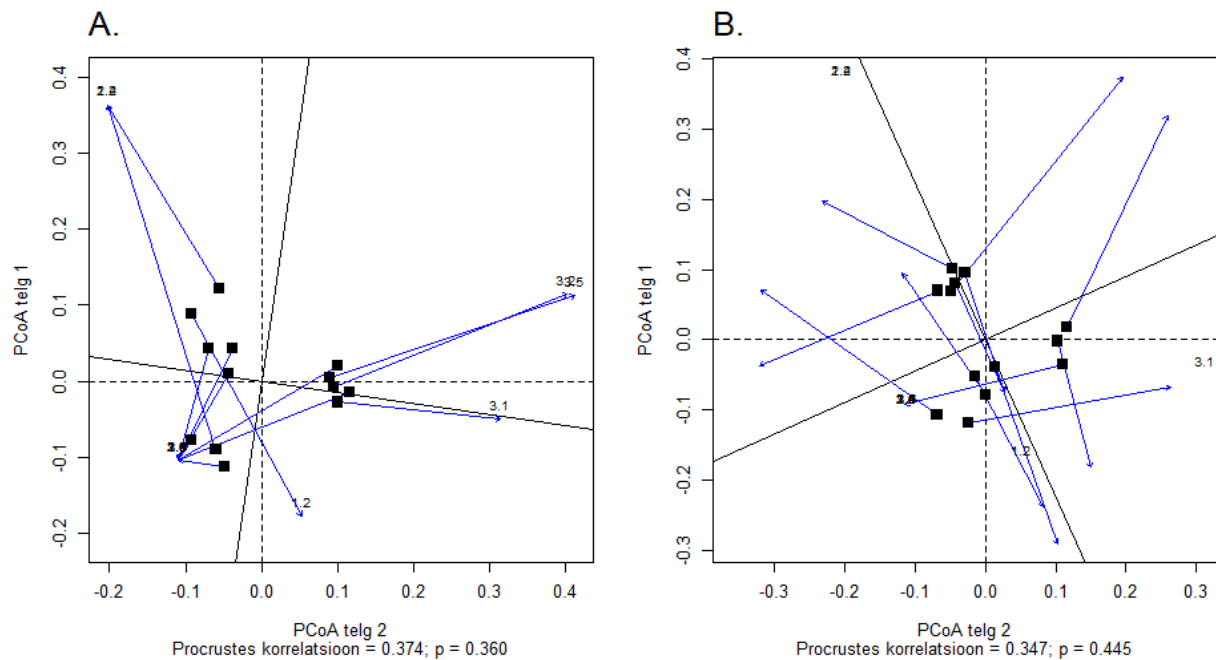 A.
B.
PCoA telg 1
0.4
0.3
0.2
0.1
0.0
-0.1
-0.2
3.1
1.2
-0.2 -0.1 0.0 0.1 0.2 0.3 0.4
PCoA telg 2
Procrustes korrelatsioon = 0.374; p = 0.360
PCoA telg 1
0.4
0.3
0.2
0.1
0.0
-0.1
-0.2
-0.3
3.1
1.2
-0.3 -0.2 -0.1 0.0 0.1 0.2 0.3
PCoA telg 2
Procrustes korrelatsioon = 0.347; p = 0.445